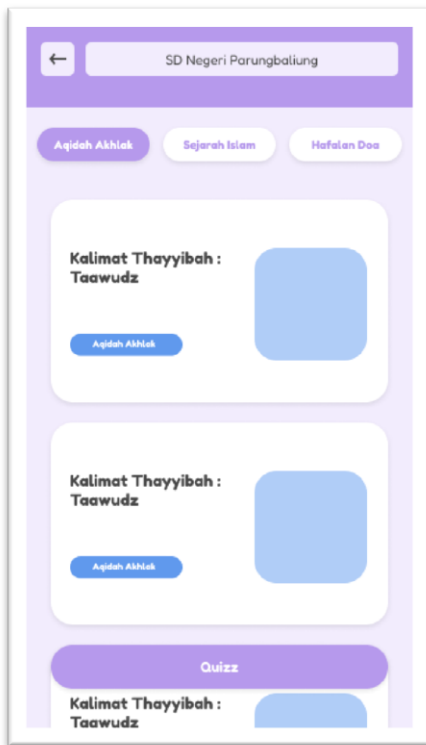 SD Negeri Parungbaliung
Aqidah Akhlak
Sejarah Islam
Hafalan Doa
Kalimat Thayyibah :
Taawudz
Aqidah Akhlak
Kalimat Thayyibah :
Taawudz
Aqidah Akhlak
Quizz
Kalimat Thayyibah :
Taawudz